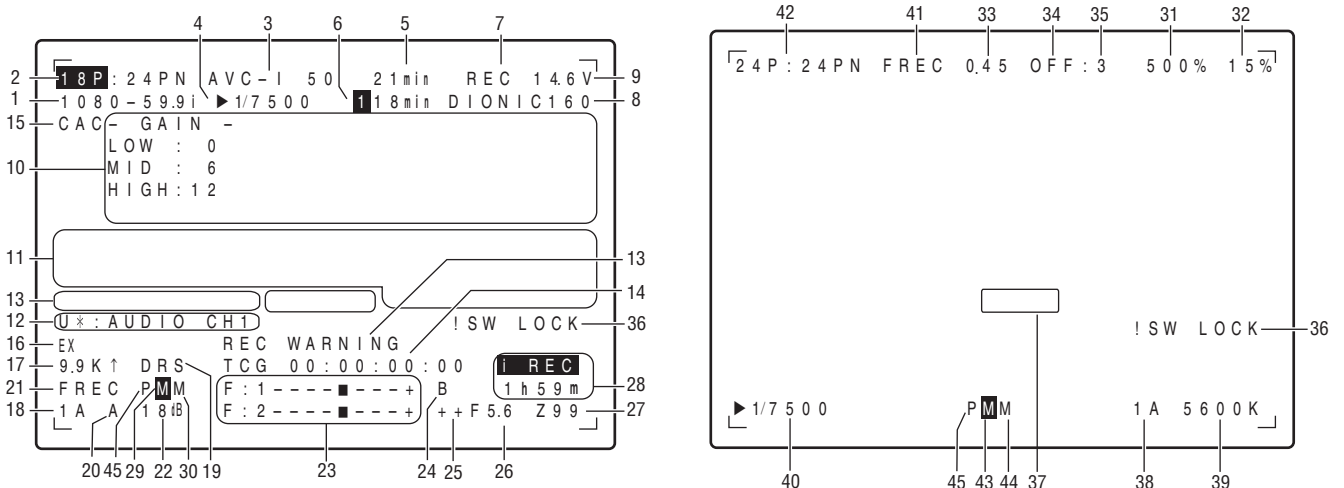 4 3 6 5 7
2 18P:24PN AVC-I 50 21min REC 14.6V 9
1 1080-59.9i ▶1/7500 118min DIONIC160 8
15 CAC- GAIN -
LOW : 0
10 MID : 6
HIGH:12
11
13
13
14
12 U*:AUDIO CH1 !SW LOCK 36
16 EX REC WARNING
17 9.9K↑ DRS TCG 00:00:00:00 i REC
21 FREC PMM F:1----■---+ B 1h59m 28
18 1A A 18dB F:2----■---+ ++F5.6 Z99 27
20 45 29 22 30 19 23 24 25 26
42 41 33 34 35 31 32
24P:24PN FREC 0.45 OFF:3 500% 15%
!SW LOCK 36
▶1/7500 PMM 1A 5600K
40 45 43 44 37 38 39